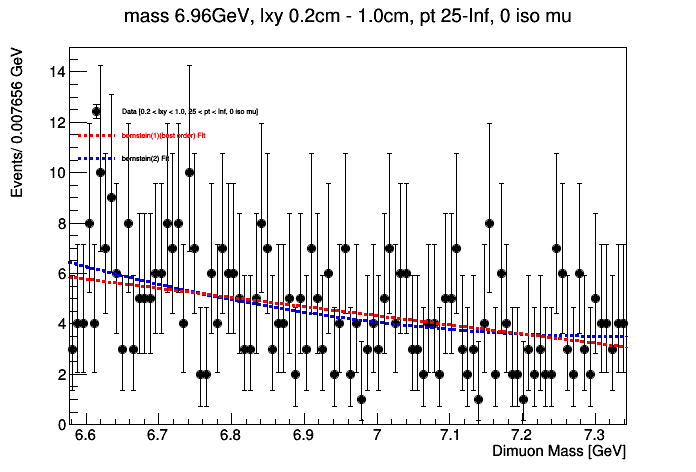 mass 6.96GeV, lxy 0.2cm - 1.0cm, pt 25-Inf, 0 iso mu
Events/ 0.007656 GeV
14
12
10
8
6
4
2
0
Data [0.2 < lxy < 1.0, 25 < pt < Inf, 0 iso mu]
bernstein(1)(best order) Fit
bernstein(2) Fit
6.6 6.7 6.8 6.9 7 7.1 7.2 7.3
Dimuon Mass [GeV]